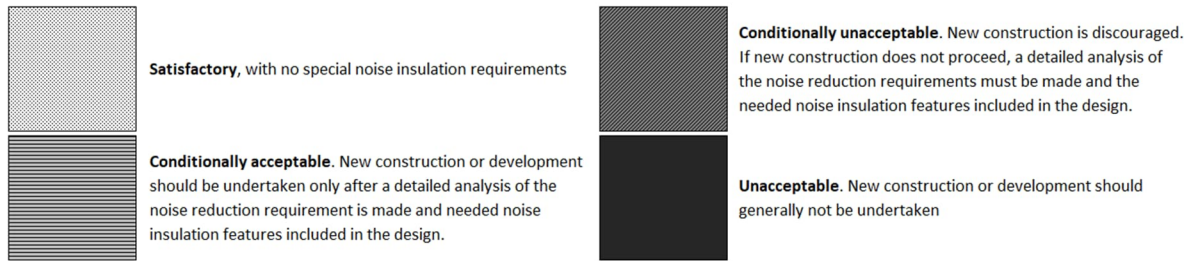 Satisfactory, with no special noise insulation requirements
Conditionally acceptable. New construction or development
should be undertaken only after a detailed analysis of the
noise reduction requirement is made and needed noise
insulation features included in the design.
Conditionally unacceptable. New construction is discouraged.
If new construction does not proceed, a detailed analysis of
the noise reduction requirements must be made and the
needed noise insulation features included in the design.
Unacceptable. New construction or development should
generally not be undertaken